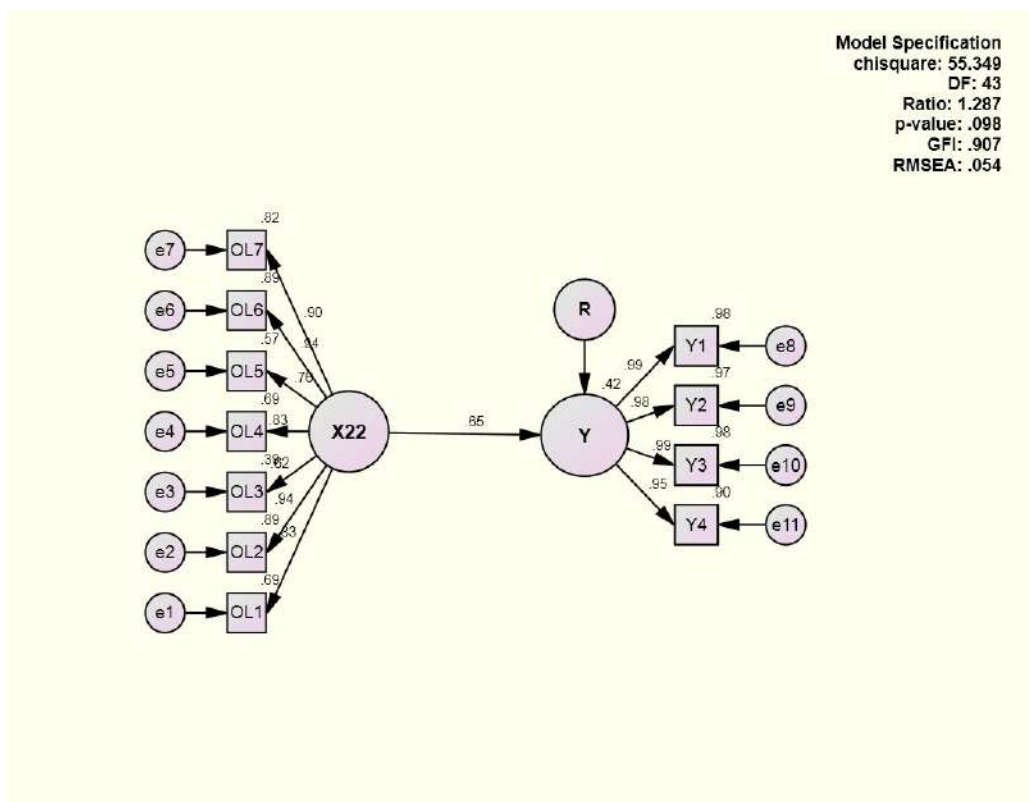 Model Specification
chisquare: 55.349
DF: 43
Ratio: 1.287
p-value: .098
GFI: .907
RMSEA: .054
.82
e7
OL7
.89
.90
e6
OL6
R
.98
.57
.94
Y1
e8
e5
OL5
.76
.99
.97
.42
.69
.98
Y2
e9
e4
OL4
.83
X22
.65
Y
.98
.39
.62
.99
Y3
e10
e3
OL3
.94
.95
.90
.89
.83
Y4
e11
e2
OL2
.69
e1
OL1